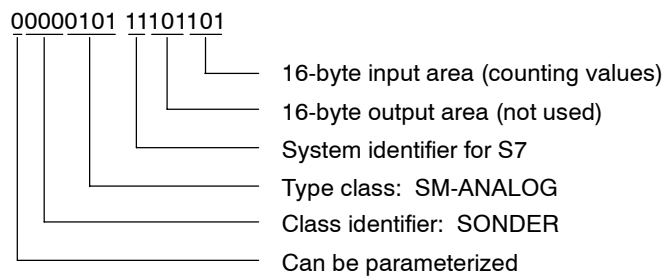 00000101 11101101
16-byte input area (counting values)
16-byte output area (not used)
System identifier for S7
Type class: SM-ANALOG
Class identifier: SONDER
Can be parameterized